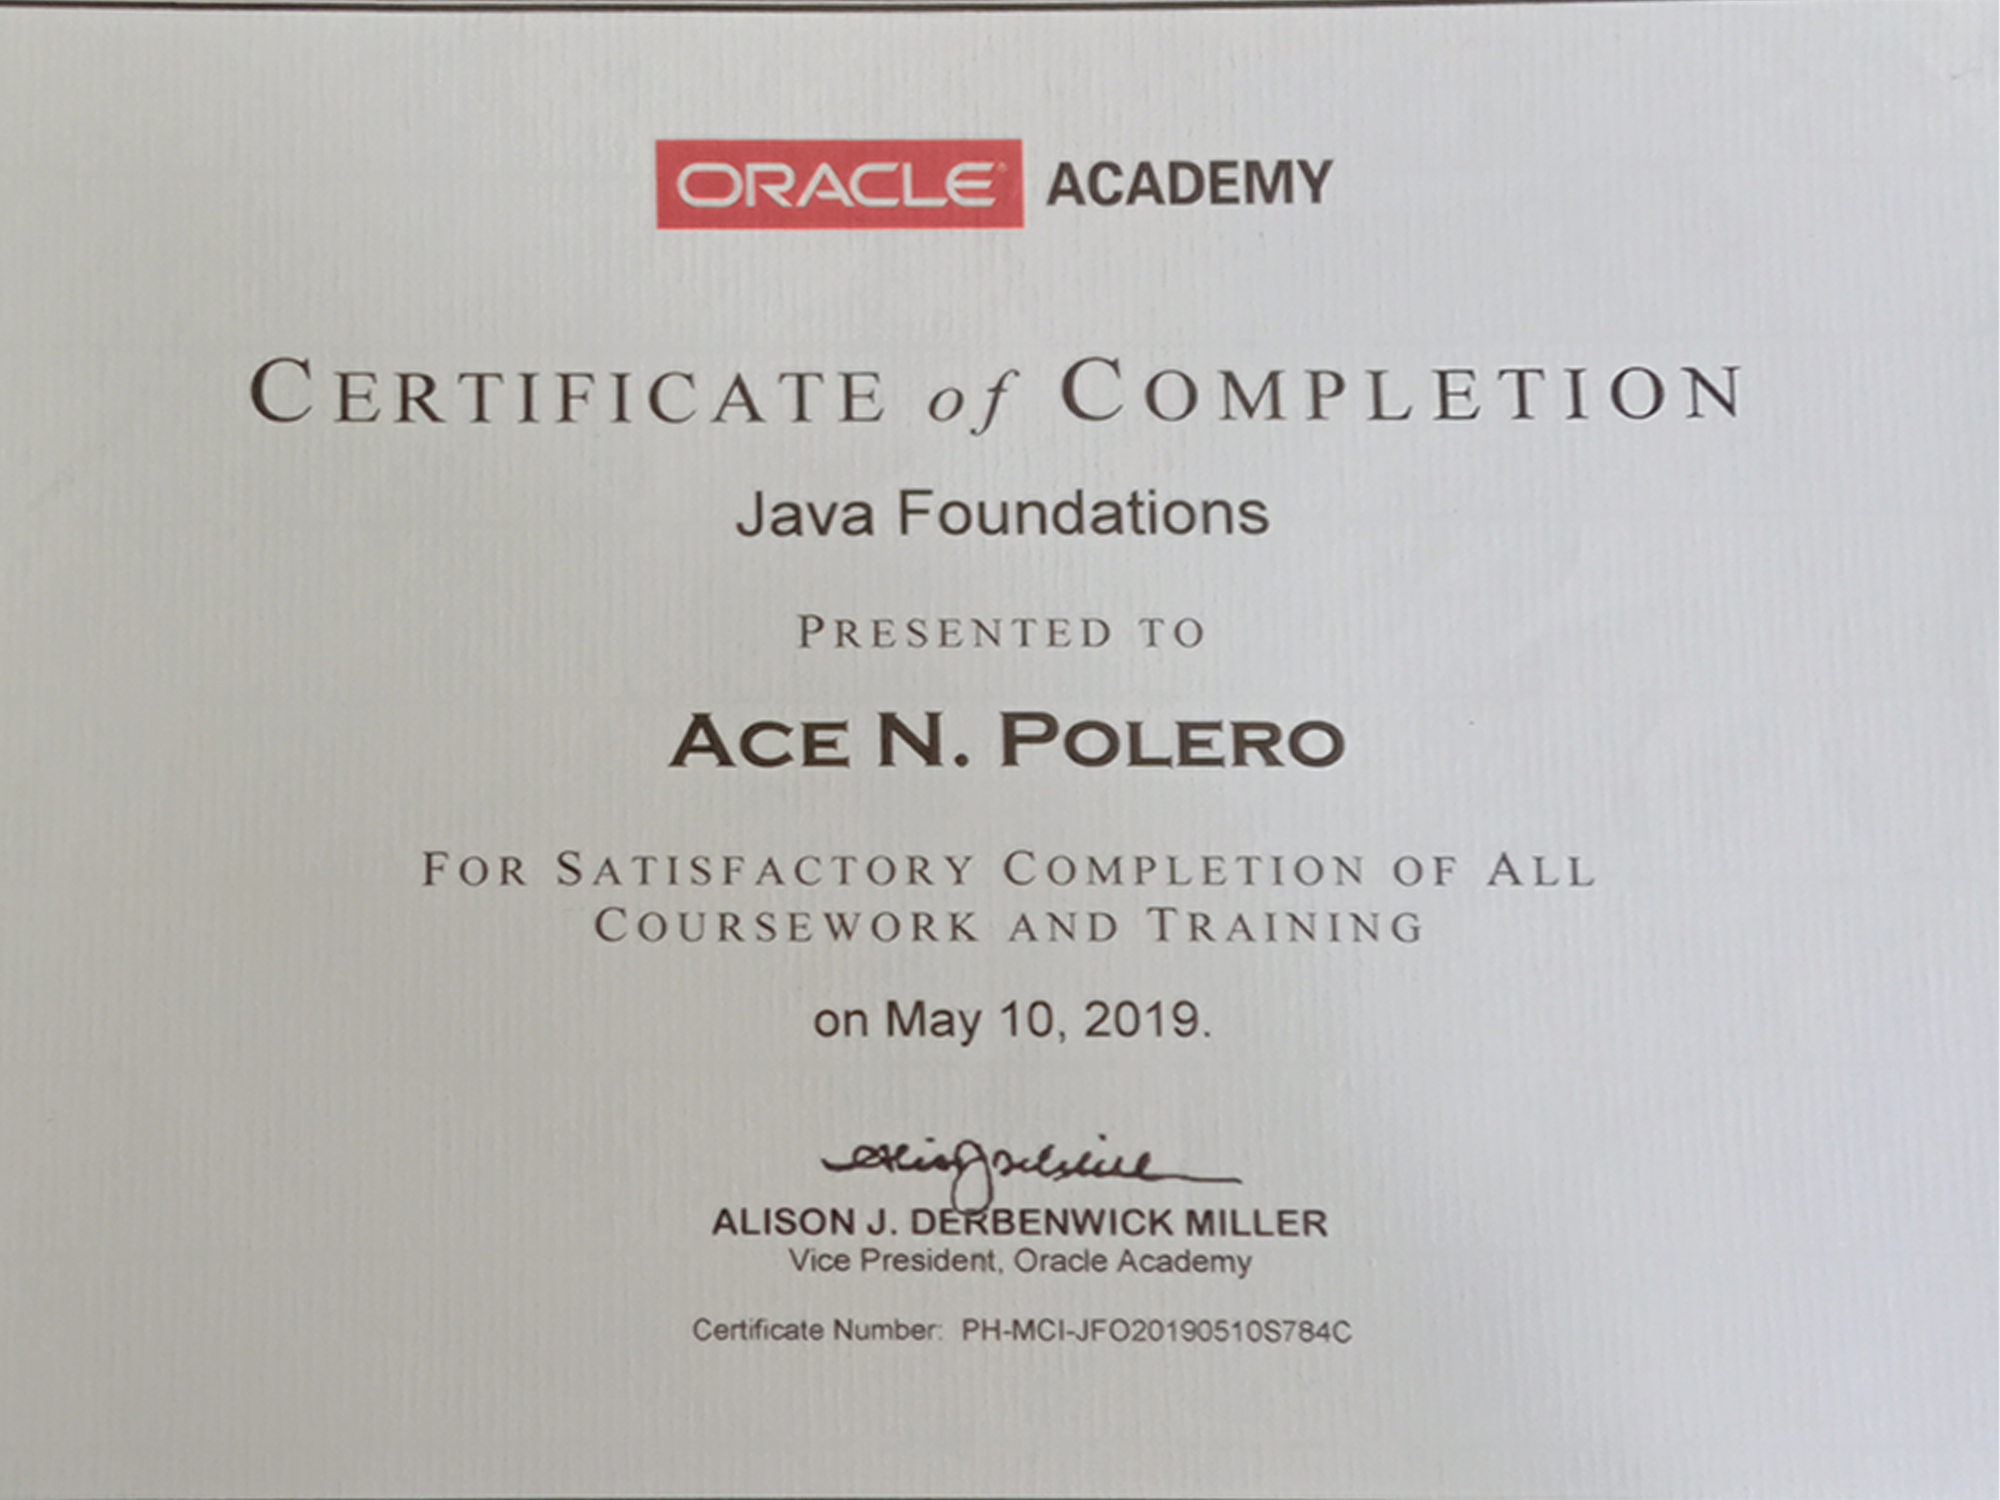 ORACLE ACADEMY
CERTIFICATE of COMPLETION
Java Foundations
PRESENTED TO
ACE N. POLERO
FOR SATISFACTORY COMPLETION OF ALL
COURSEWORK AND TRAINING
on May 10, 2019.
ALISON J. DERBENWICK MILLER
Vice President, Oracle Academy
Certificate Number: PH-MCI-JFO20190510S784C